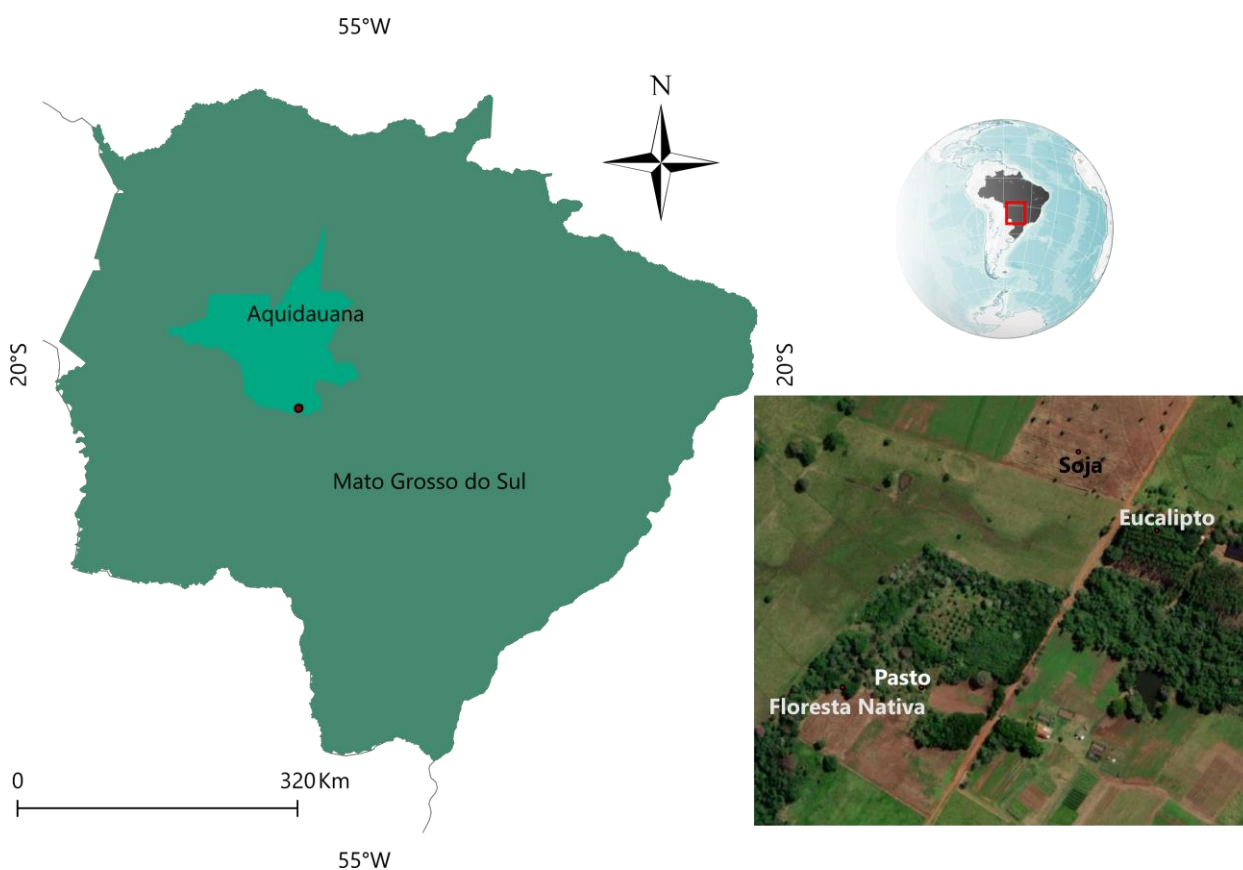 55°W
N
Aquidauana
20°S
20°S
Mato Grosso do Sul
Soja
Eucalipto
Pasto
Floresta Nativa
0
320 Km
55°W